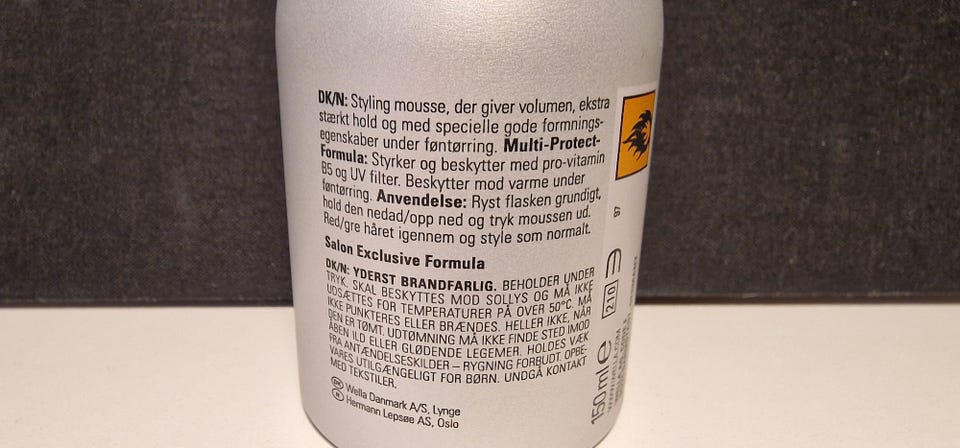 DK/N: Styling mousse, der giver volumen, ekstra
stærkt hold og med specielle gode formnings-
egenskaber under føntørring. Multi-Protect-
Formula: Styrker og beskytter med pro-vitamin
B5 og UV filter. Beskytter mod varme under
føntørring. Anvendelse: Ryst flasken grundigt,
hold den nedad/opp ned og tryk moussen ud.
Red/gre håret igennem og style som normalt.
Salon Exclusive Formula
DK/N: YDERST BRANDFARLIG. BEHOLDER UNDER
TRYK. SKAL BESKYTTES MOD SOLLYS OG MÅ IKKE
UDSÆTTES FOR TEMPERATURER PÅ OVER 50°C. MÅ
IKKE PUNKTERES ELLER BRÆNDES. HELLER IKKE, NÅR
DEN ER TØMT. UDTØMNING MÅ IKKE FINDE STED IMOD
ÅBEN ILD ELLER GLØDENDE LEGEMER. HOLDES VÆK
FRA ANTÆNDELSESKILDER – RYGNING FORBUDT. OPBE-
VARES UTILGÆNGELIGT FOR BØRN. UNDGÅ KONTAKT
MED TEKSTILER.
DK Wella Danmark A/S, Lynge
N Hermann Lepsøe AS, Oslo
97
210
150 ml e